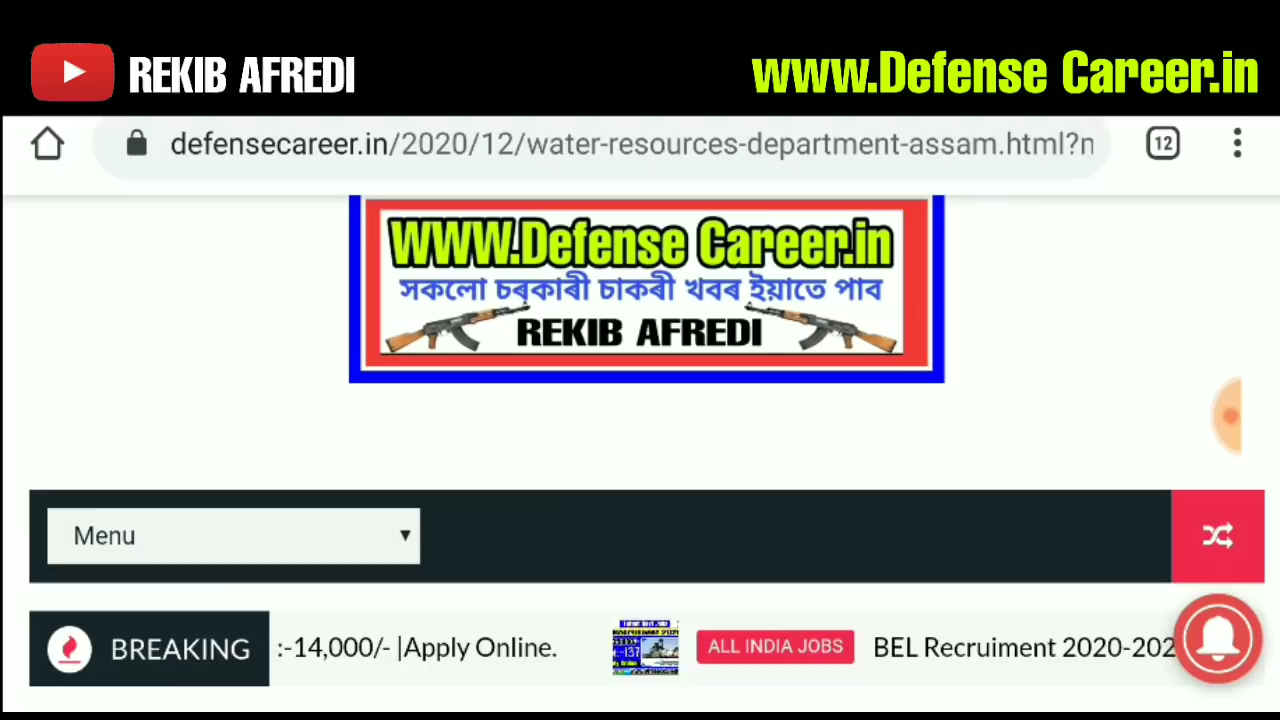 REKIB AFREDI
www.Defense Career.in
defensecareer.in/2020/12/water-resources-department-assam.html?n
12
WWW.Defense Career.in
সকলো চৰকাৰী চাকৰী খবৰ ইয়াতে পাব
REKIB AFREDI
Menu
BREAKING
:-14,000/- |Apply Online.
ALL INDIA JOBS
BEL Recruiment 2020-202